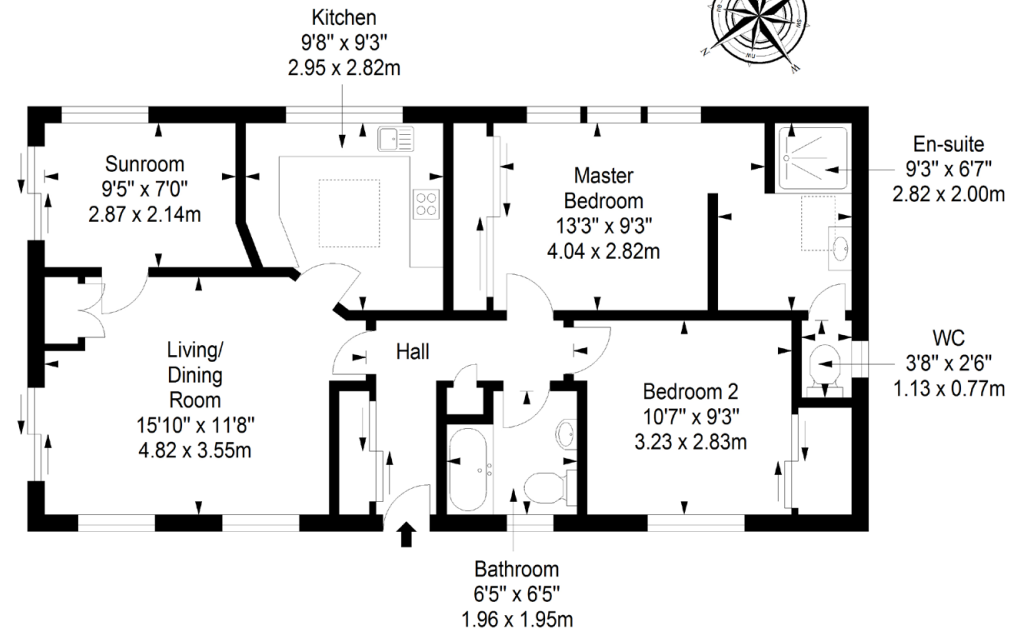 Kitchen
9'8" x 9'3"
2.95 x 2.82m
N
W
Sunroom
9'5" x 7'0"
2.87 x 2.14m
Master
Bedroom
13'3" x 9'3"
4.04 x 2.82m
En-suite
9'3" x 6'7"
2.82 x 2.00m
Living/
Dining
Room
15'10" x 11'8"
4.82 x 3.55m
Hall
Bedroom 2
10'7" x 9'3"
3.23 x 2.83m
WC
3'8" x 2'6"
1.13 x 0.77m
Bathroom
6'5" x 6'5"
1.96 x 1.95m